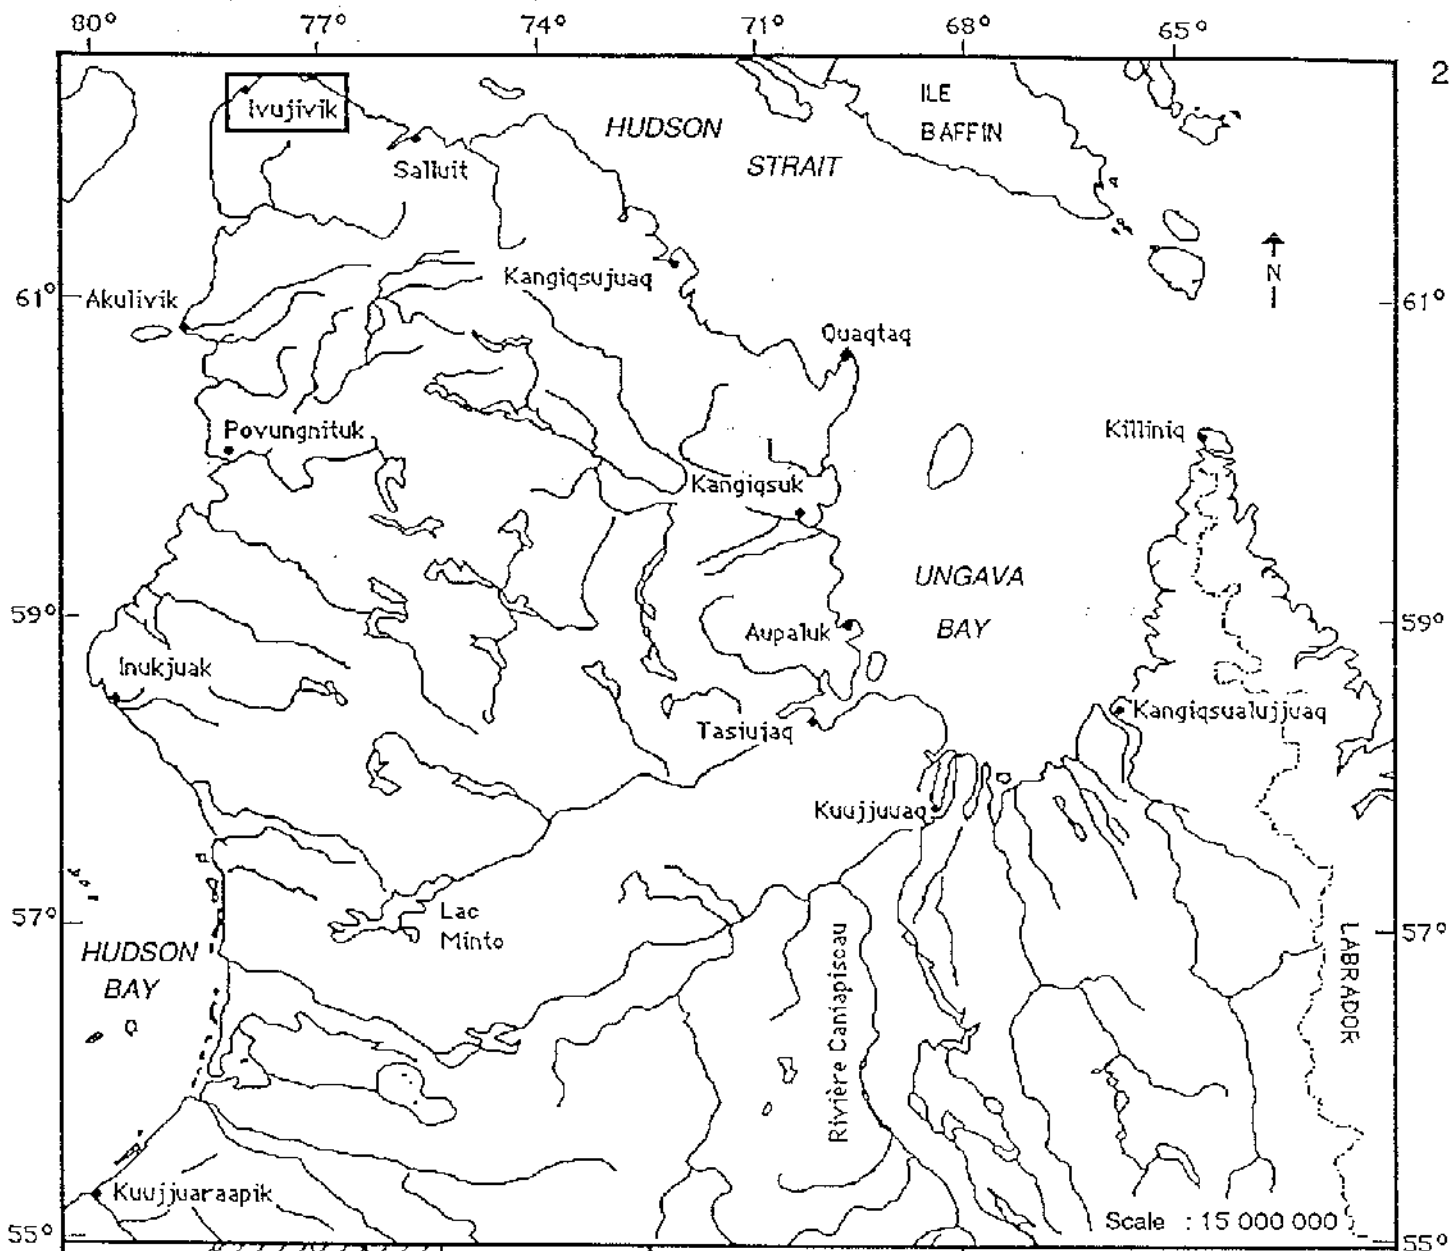 80° 77° 74° 71° 68° 65°
2
Ivujivik
ILE
BAFFIN
HUDSON
STRAIT
Salluit
N
Kangiqsujuaq
61°
Akulivik
61°
Quaqtaq
Povungnituk
Killiniq
Kangiqsuk
UNGAVA
BAY
59°
59°
Aupaluk
Inukjuak
Kangiqsualujjuaq
Tasiujaq
Kuujjuuaq
Lac
Minto
57°
57°
HUDSON
BAY
LABRADOR
Rivière Caniapiscau
Kuujjuaraapik
Scale : 15 000 000
55°
55°